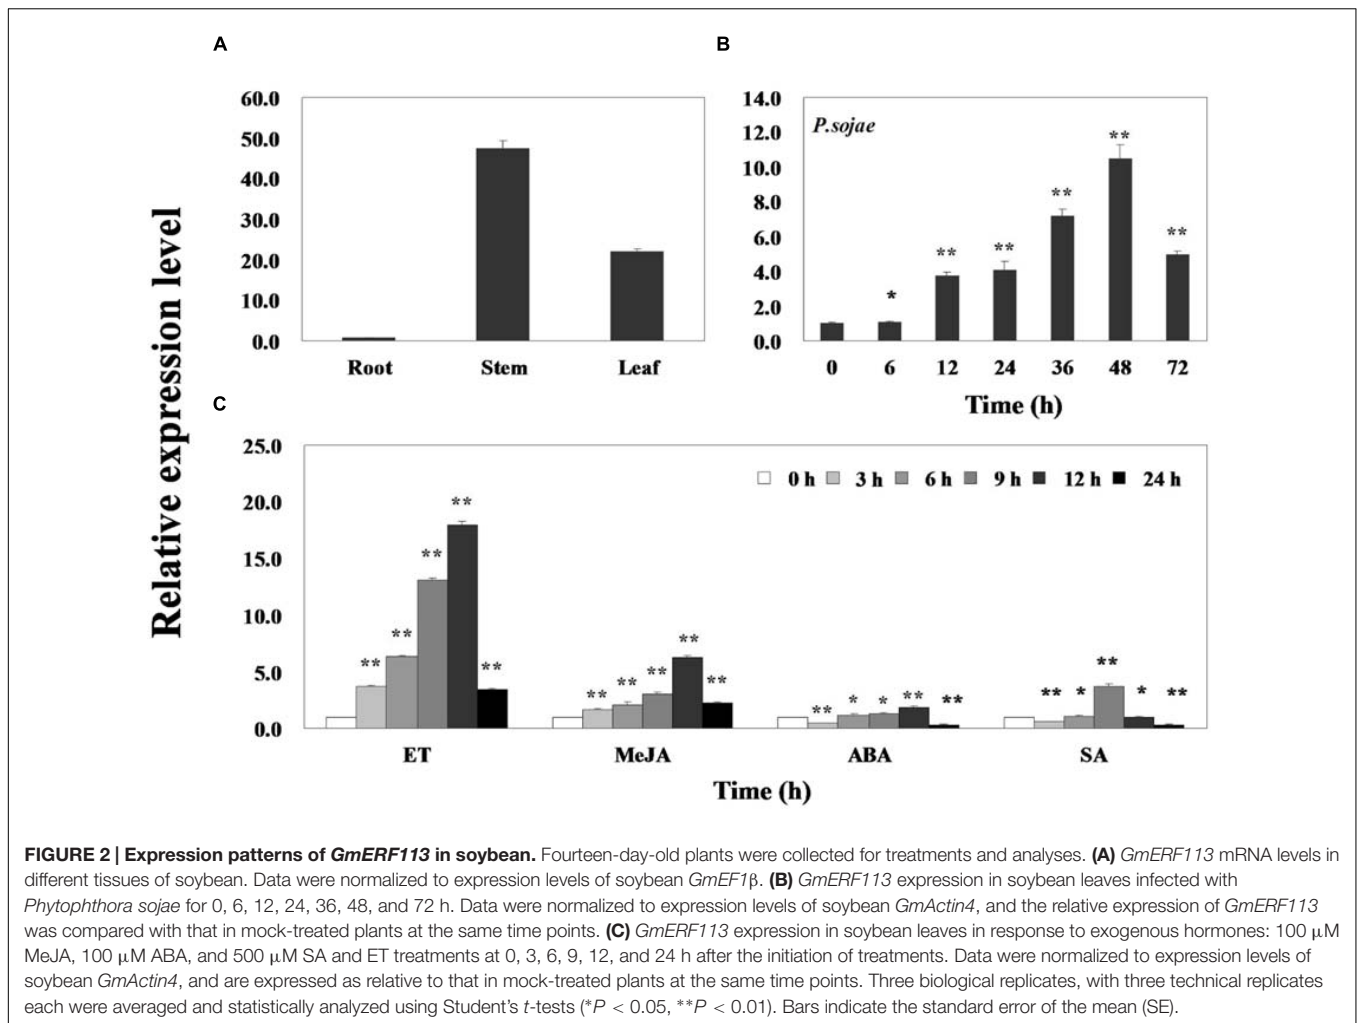 A
B
Relative expression level
60.0
50.0
40.0
30.0
20.0
10.0
0.0
Root Stem Leaf
14.0
12.0
10.0
8.0
6.0
4.0
2.0
0.0
P.sojae
*
**
**
**
**
**
0 6 12 24 36 48 72
Time (h)
C
25.0
20.0
15.0
10.0
5.0
0.0
0 h 3 h 6 h 9 h 12 h 24 h
** ** ** ** **
** ** ** ** **
** * * ** **
** * ** * **
ET MeJA ABA SA
Time (h)
FIGURE 2 | Expression patterns of GmERF113 in soybean. Fourteen-day-old plants were collected for treatments and analyses. (A) GmERF113 mRNA levels in
different tissues of soybean. Data were normalized to expression levels of soybean GmEF1β. (B) GmERF113 expression in soybean leaves infected with
Phytophthora sojae for 0, 6, 12, 24, 36, 48, and 72 h. Data were normalized to expression levels of soybean GmActin4, and the relative expression of GmERF113
was compared with that in mock-treated plants at the same time points. (C) GmERF113 expression in soybean leaves in response to exogenous hormones: 100 μM
MeJA, 100 μM ABA, and 500 μM SA and ET treatments at 0, 3, 6, 9, 12, and 24 h after the initiation of treatments. Data were normalized to expression levels of
soybean GmActin4, and are expressed as relative to that in mock-treated plants at the same time points. Three biological replicates, with three technical replicates
each were averaged and statistically analyzed using Student's t-tests (*P < 0.05, **P < 0.01). Bars indicate the standard error of the mean (SE).